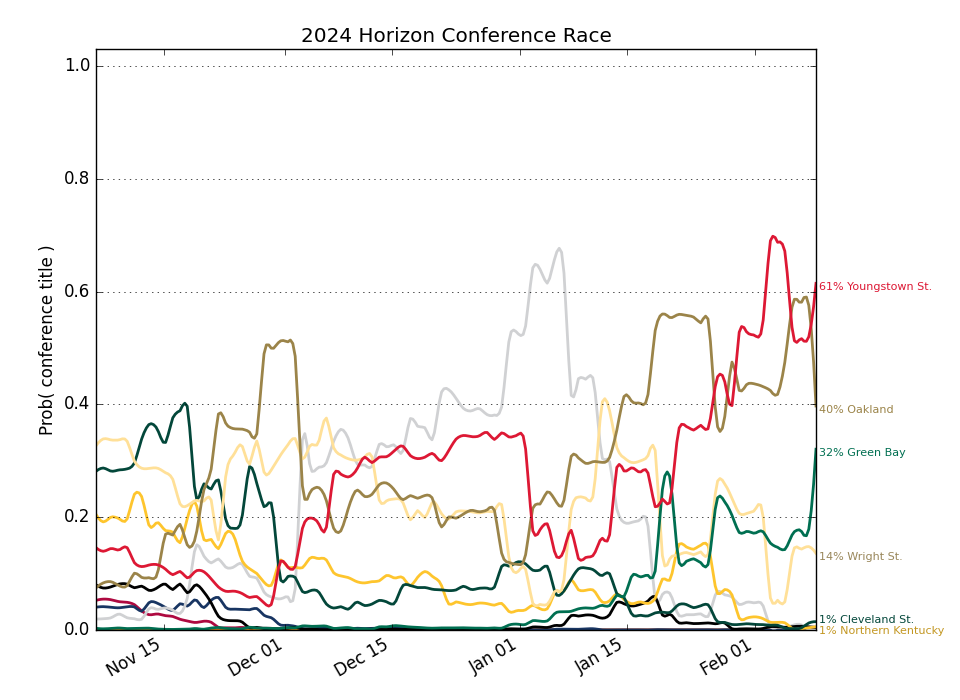 2024 Horizon Conference Race
Prob( conference title )
1.0
0.8
0.6
0.4
0.2
0.0
61% Youngstown St.
40% Oakland
32% Green Bay
14% Wright St.
1% Cleveland St.
1% Northern Kentucky
Nov 15
Dec 01
Dec 15
Jan 01
Jan 15
Feb 01